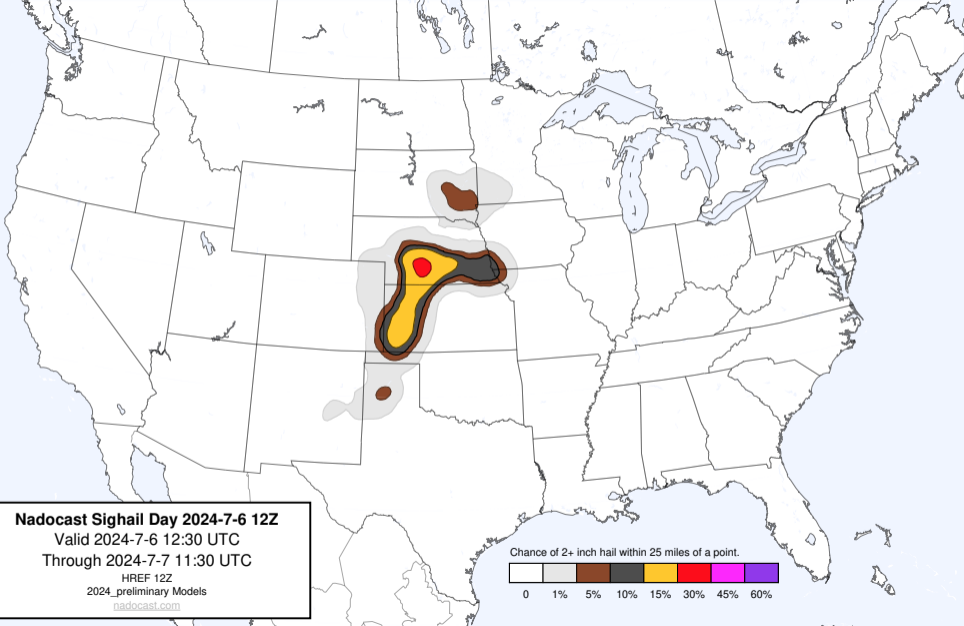 Nadocast Sighail Day 2024-7-6 12Z
Valid 2024-7-6 12:30 UTC
Through 2024-7-7 11:30 UTC
HREF 12Z
2024_preliminary Models
nadocast.com
Chance of 2+ inch hail within 25 miles of a point.
0 1% 5% 10% 15% 30% 45% 60%